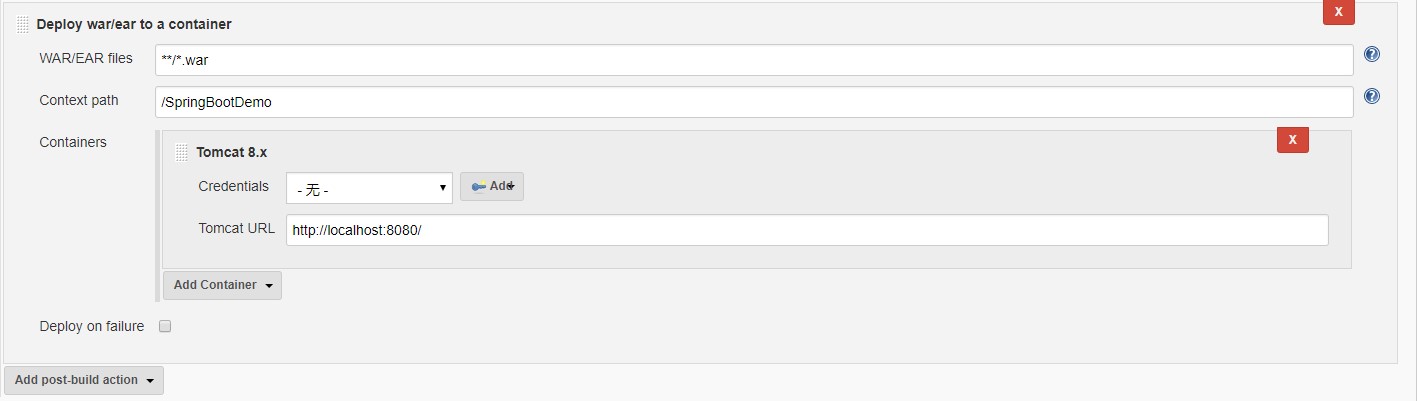 X
Deploy war/ear to a container
WAR/EAR files **/*.war
Context path /SpringBootDemo
Containers
X
Tomcat 8.x
Credentials - 无 - Add
Tomcat URL http://localhost:8080/
Add Container
Deploy on failure
Add post-build action